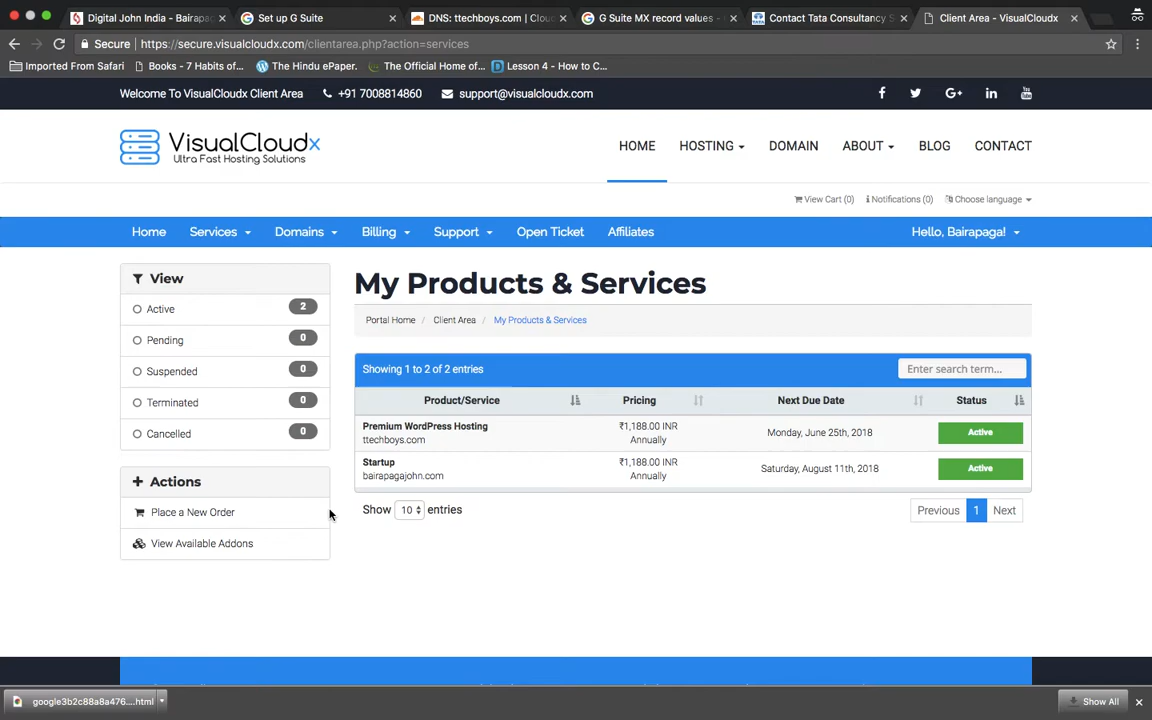 Digital John India - Bairapa
Set up G Suite
DNS: ttechboys.com | Clou
G Suite MX record values -
Contact Tata Consultancy S
Client Area - VisualCloudx
Secure | https://secure.visualcloudx.com/clientarea.php?action=services
Imported From Safari
Books - 7 Habits of...
The Hindu ePaper.
The Official Home of...
Lesson 4 - How to C...
Welcome To VisualCloudx Client Area
+91 7008814860
support@visualcloudx.com
VisualCloudx
Ultra Fast Hosting Solutions
HOME
HOSTING
DOMAIN
ABOUT
BLOG
CONTACT
View Cart (0)
Notifications (0)
Choose language
Home
Services
Domains
Billing
Support
Open Ticket
Affiliates
Hello, Bairapaga!
View
Active 2
Pending 0
Suspended 0
Terminated 0
Cancelled 0
Actions
Place a New Order
View Available Addons
My Products & Services
Portal Home / Client Area / My Products & Services
Showing 1 to 2 of 2 entries
Enter search term...
Product/Service
Pricing
Next Due Date
Status
Premium WordPress Hosting
ttechboys.com
₹1,188.00 INR
Annually
Monday, June 25th, 2018
Active
Startup
bairapagajohn.com
₹1,188.00 INR
Annually
Saturday, August 11th, 2018
Active
Show 10 entries
Previous 1 Next
google3b2c88a8a476....html
Show All